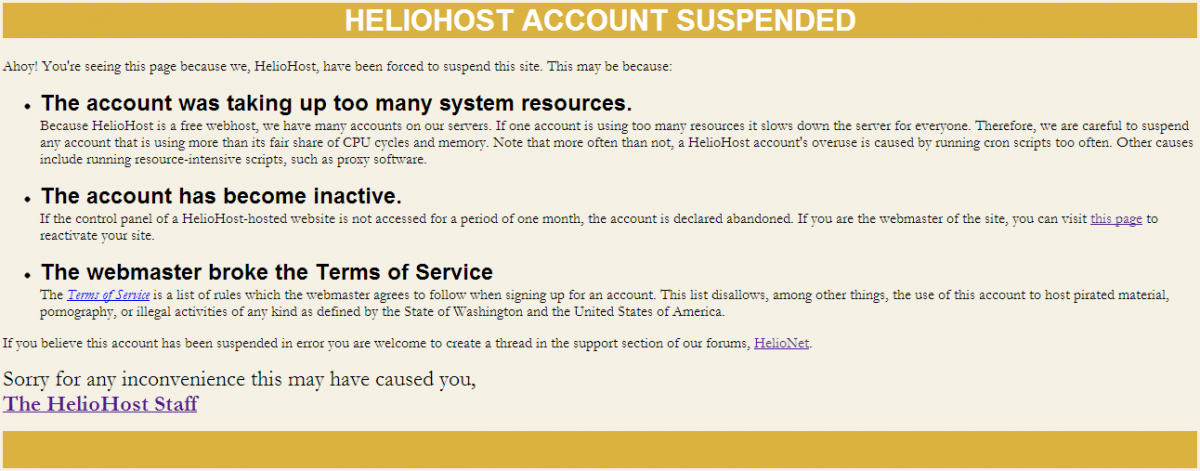 HELIOHOST ACCOUNT SUSPENDED
Ahoy! You're seeing this page because we, HelioHost, have been forced to suspend this site. This may be because:
The account was taking up too many system resources.
Because HelioHost is a free webhost, we have many accounts on our servers. If one account is using too many resources it slows down the server for everyone. Therefore, we are careful to suspend
any account that is using more than its fair share of CPU cycles and memory. Note that more often than not, a HelioHost account's overuse is caused by running cron scripts too often. Other causes
include running resource-intensive scripts, such as proxy software.
The account has become inactive.
If the control panel of a HelioHost-hosted website is not accessed for a period of one month, the account is declared abandoned. If you are the webmaster of the site, you can visit this page to
reactivate your site.
The webmaster broke the Terms of Service
The Terms of Service is a list of rules which the webmaster agrees to follow when signing up for an account. This list disallows, among other things, the use of this account to host pirated material,
pornography, or illegal activities of any kind as defined by the State of Washington and the United States of America.
If you believe this account has been suspended in error you are welcome to create a thread in the support section of our forums, HelioNet.
Sorry for any inconvenience this may have caused you,
The HelioHost Staff